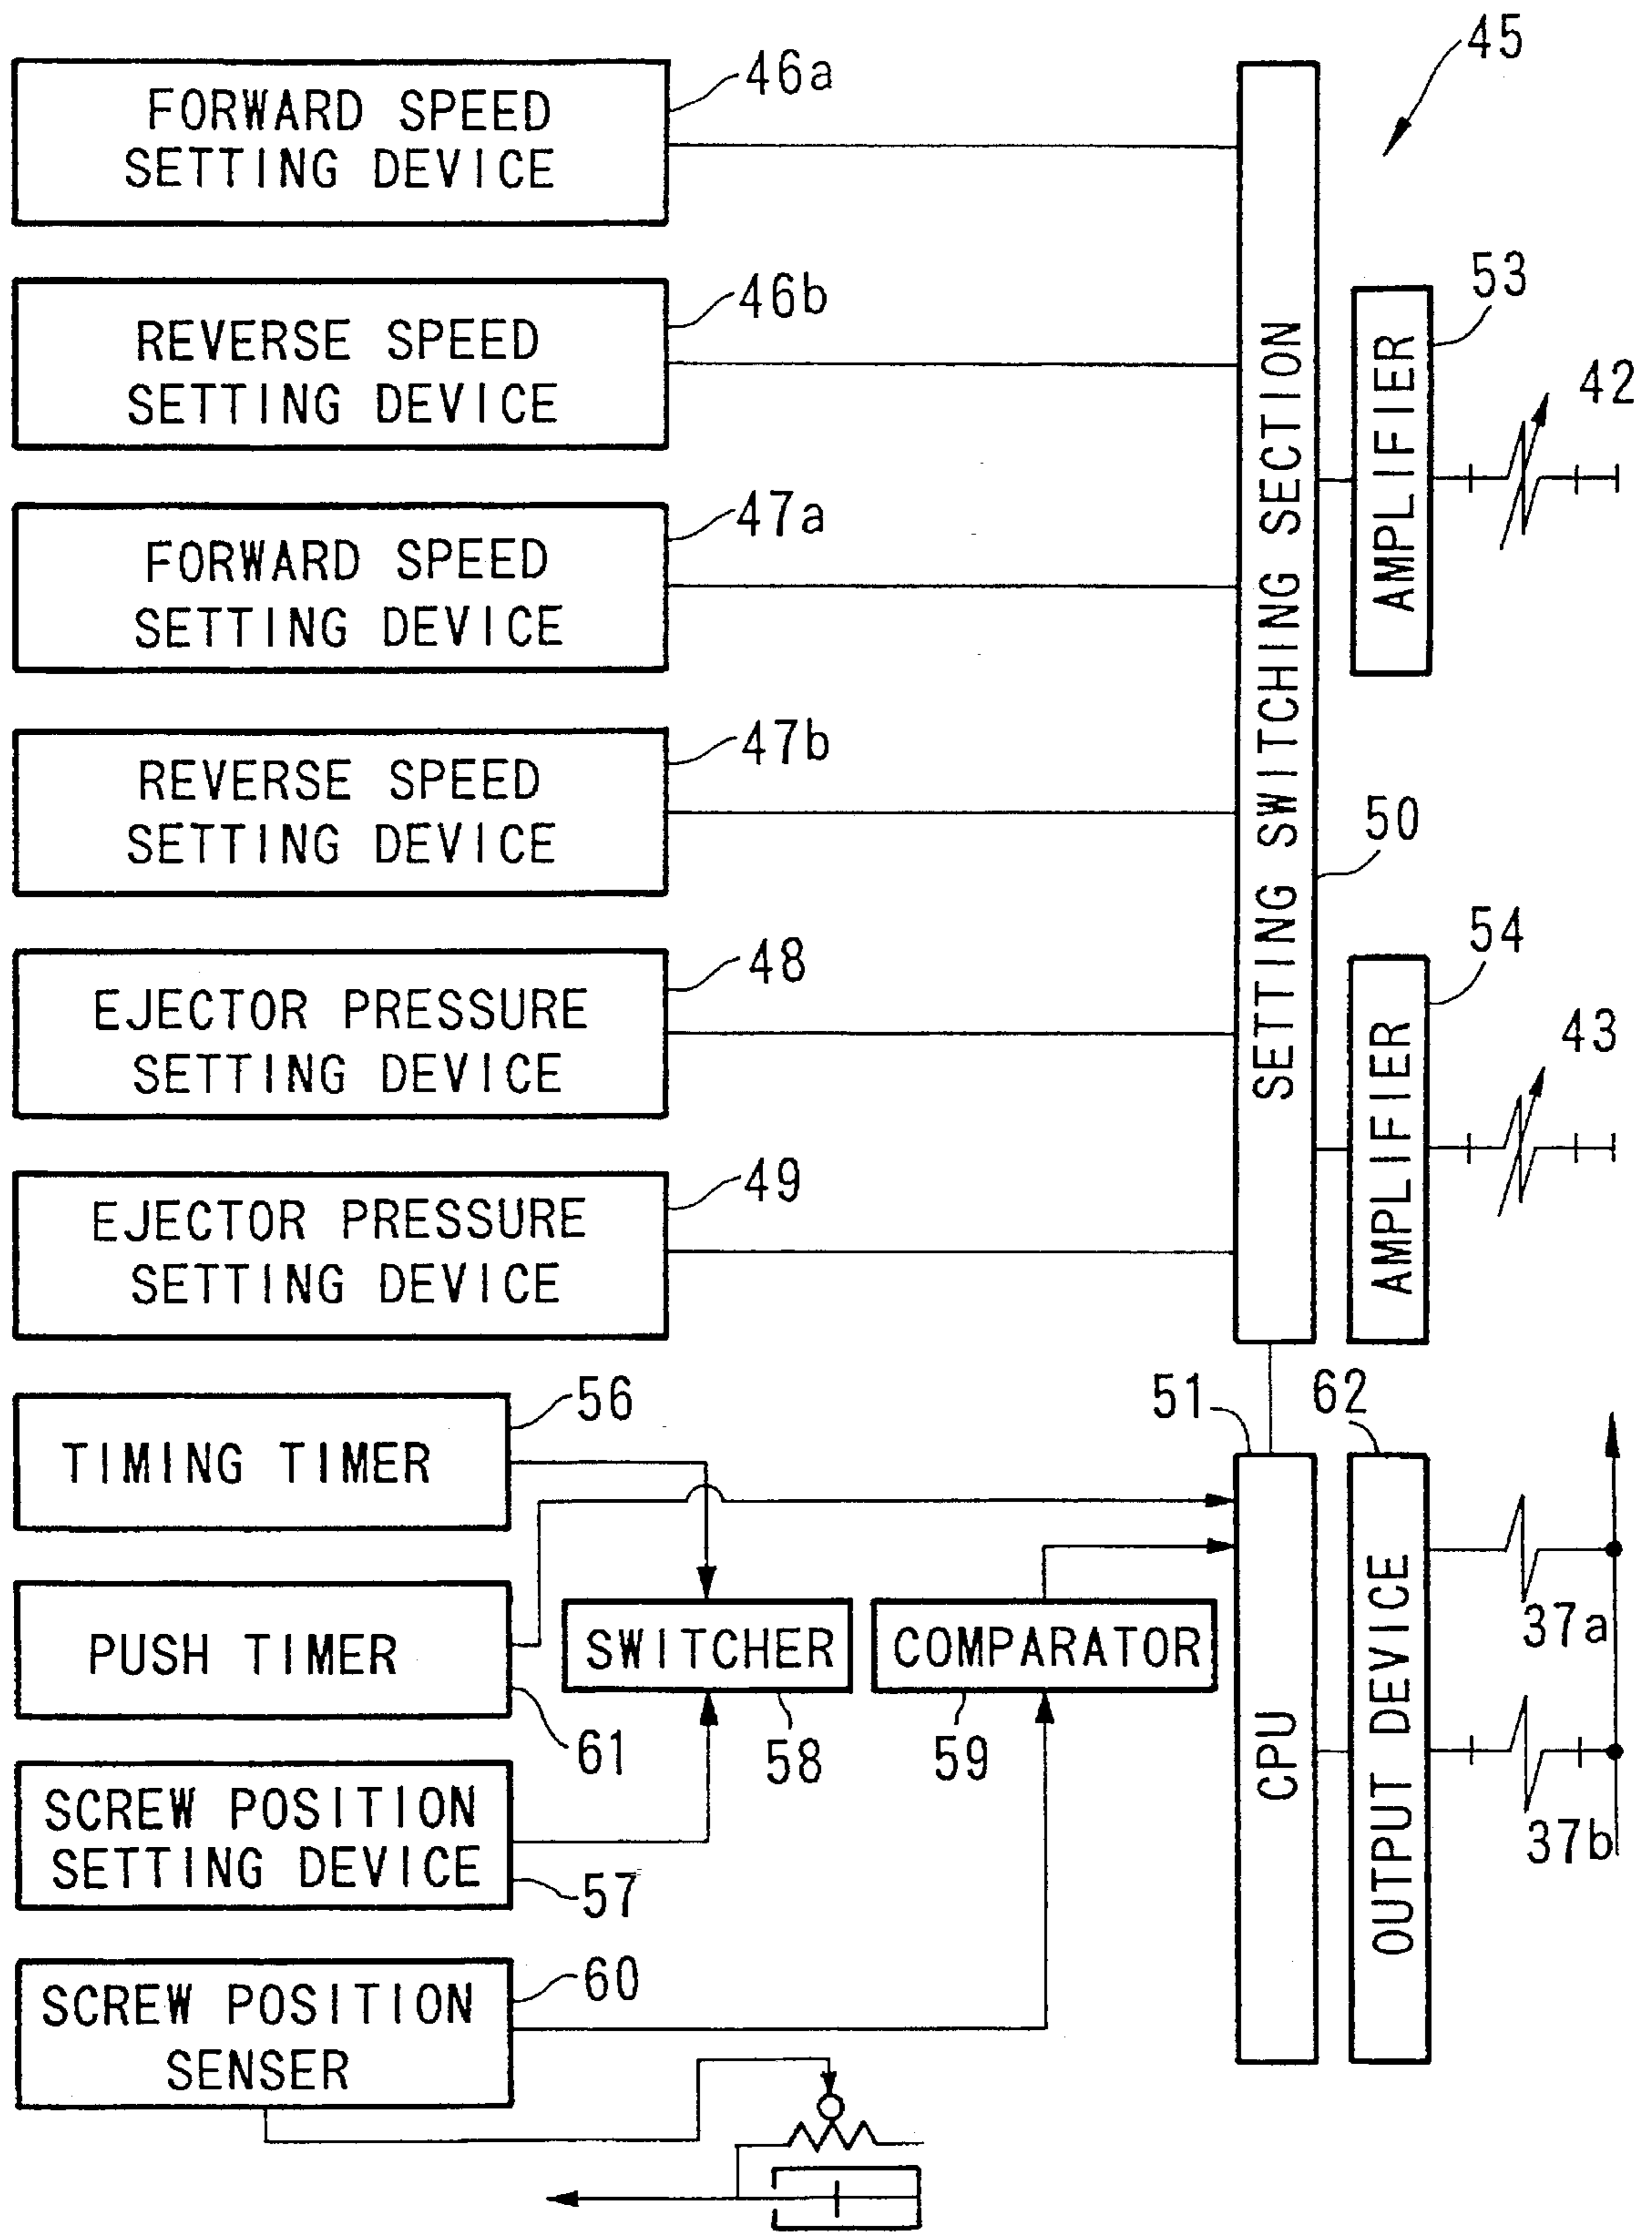 45
46a
FORWARD SPEED
SETTING DEVICE
46b
REVERSE SPEED
SETTING DEVICE
53
AMPLIFIER
42
47a
FORWARD SPEED
SETTING DEVICE
SETTING SWITCHING SECTION
47b
REVERSE SPEED
SETTING DEVICE
50
48
EJECTOR PRESSURE
SETTING DEVICE
54
AMPLIFIER
43
49
EJECTOR PRESSURE
SETTING DEVICE
56
TIMING TIMER
51
62
PUSH TIMER
61
SWITCHER
58
COMPARATOR
59
CPU
OUTPUT DEVICE
37a
37b
SCREW POSITION
SETTING DEVICE
57
60
SCREW POSITION
SENSER